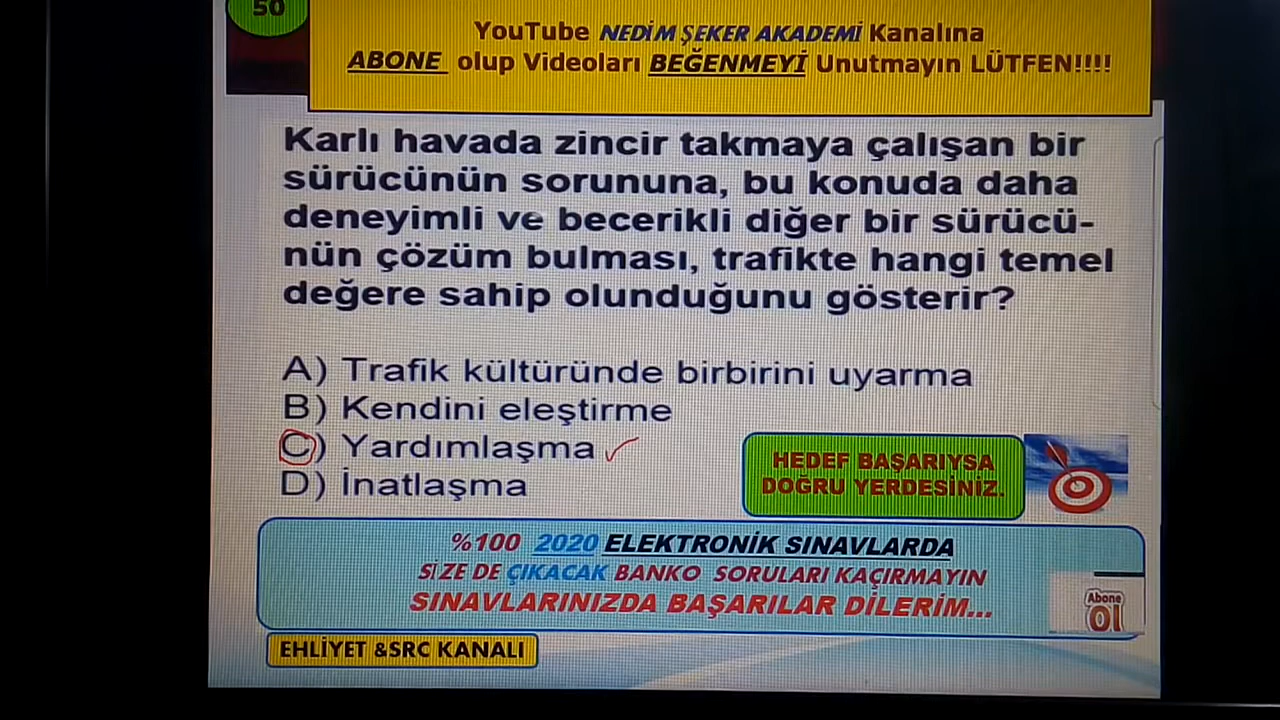 50
YouTube NEDİM ŞEKER AKADEMİ Kanalına
ABONE olup Videoları BEĞENMEYİ Unutmayın LÜTFEN!!!!
Karlı havada zincir takmaya çalışan bir
sürücünün sorununa, bu konuda daha
deneyimli ve becerikli diğer bir sürücü-
nün çözüm bulması, trafikte hangi temel
değere sahip olunduğunu gösterir?
A) Trafik kültüründe birbirini uyarma
B) Kendini eleştirme
C) Yardımlaşma
D) İnatlaşma
HEDEF BAŞARIYSA
DOĞRU YERDESİNİZ.
%100 2020 ELEKTRONİK SINAVLARDA
SİZE DE ÇIKACAK BANKO SORULARI KAÇIRMAYIN
SINAVLARINIZDA BAŞARILAR DİLERİM...
Abone
Ol
EHLİYET &SRC KANALI